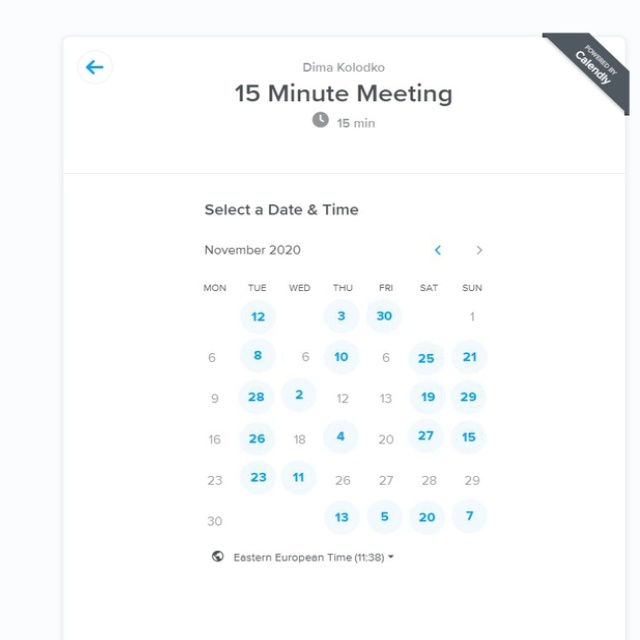 POWERED BY
Calendly
Dima Kolodko
15 Minute Meeting
15 min
Select a Date & Time
November 2020
MON TUE WED THU FRI SAT SUN
12 3 30 1
6 8 6 10 6 25 21
9 28 2 12 13 19 29
16 26 18 4 20 27 15
23 23 11 26 27 28 29
30 13 5 20 7
Eastern European Time (11:38)